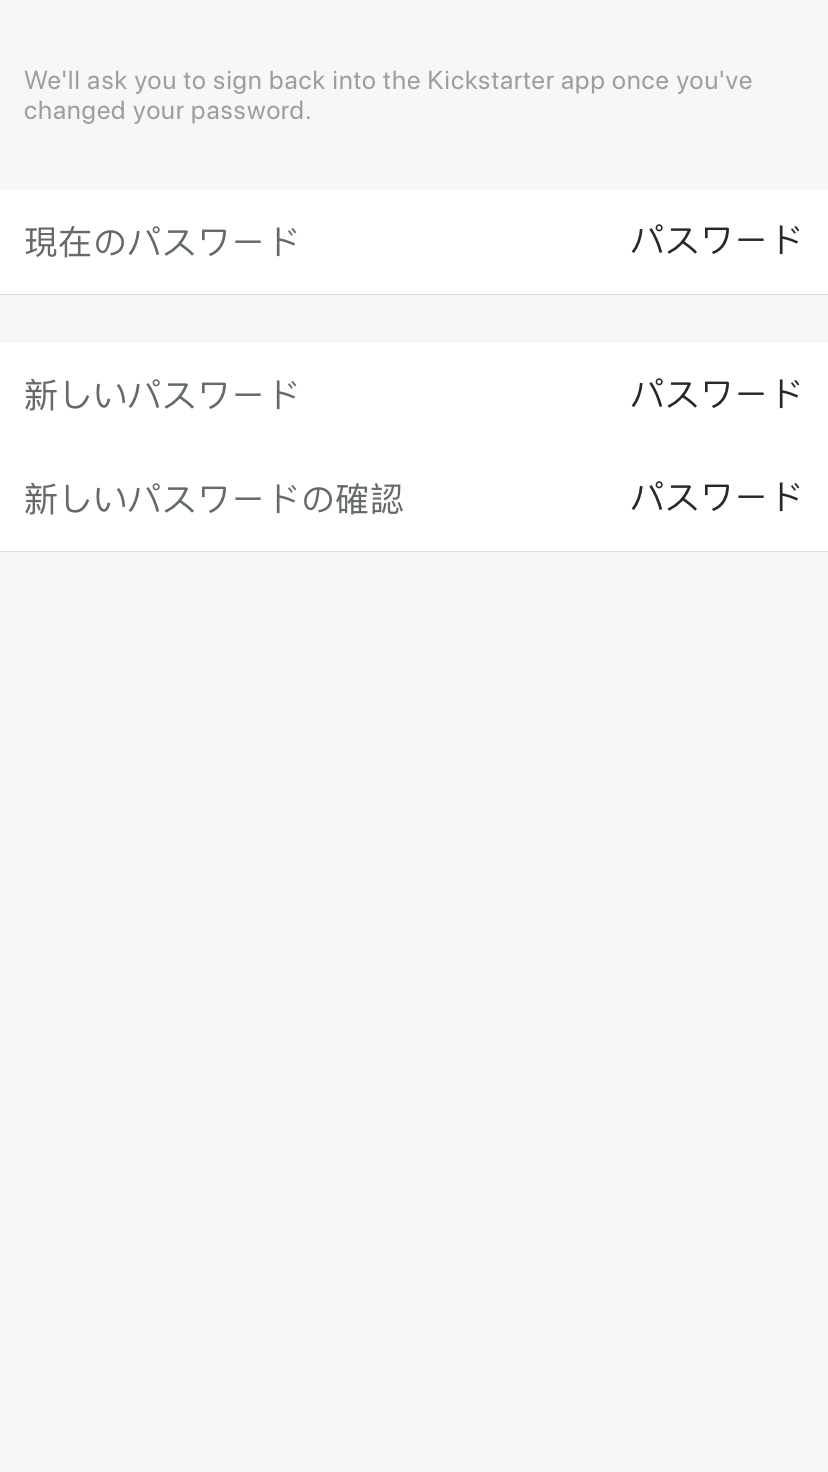 We'll ask you to sign back into the Kickstarter app once you've
changed your password.
現在のパスワード パスワード
新しいパスワード パスワード
新しいパスワードの確認 パスワード